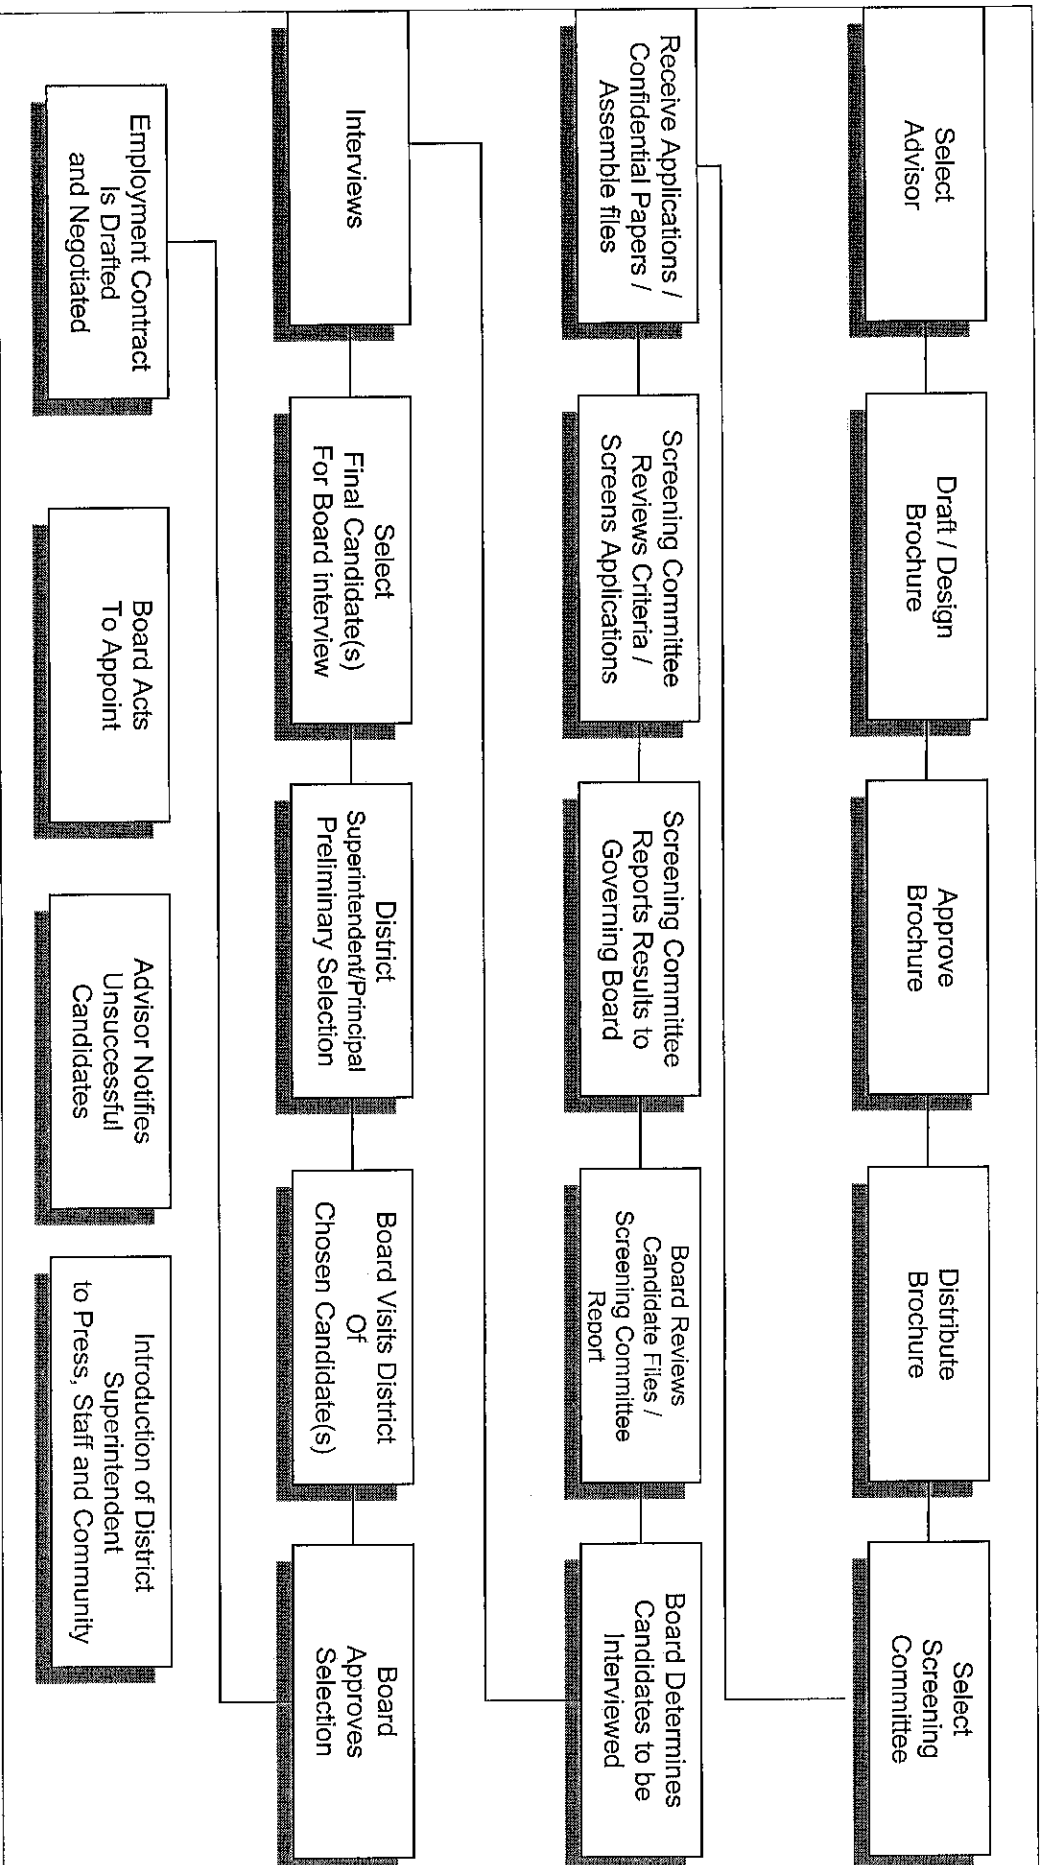 Select
Advisor
Draft / Design
Brochure
Approve
Brochure
Distribute
Brochure
Select
Screening
Committee
Receive Applications /
Confidential Papers /
Assemble files
Screening Committee
Reviews Criteria /
Screens Applications
Screening Committee
Reports Results to
Governing Board
Board Reviews
Candidate Files /
Screening Committee
Report
Board Determines
Candidates to be
Interviewed
Interviews
Select
Final Candidate(s)
For Board interview
District
Superintendent/Principal
Preliminary Selection
Board Visits District
Of
Chosen Candidate(s)
Board
Approves
Selection
Employment Contract
Is Drafted
and Negotiated
Board Acts
To Appoint
Advisor Notifies
Unsuccessful
Candidates
Introduction of District
Superintendent
to Press, Staff and Community